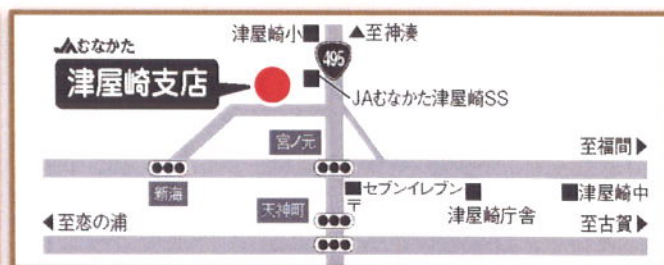 津屋崎小
▲至神湊
JAむなかた
津屋崎支店
495
JAむなかた津屋崎SS
宮ノ元
至福間▶
新海
天神町
セブンイレブン
〒
津屋崎庁舎
津屋崎中
◀至恋の浦
至古賀▶